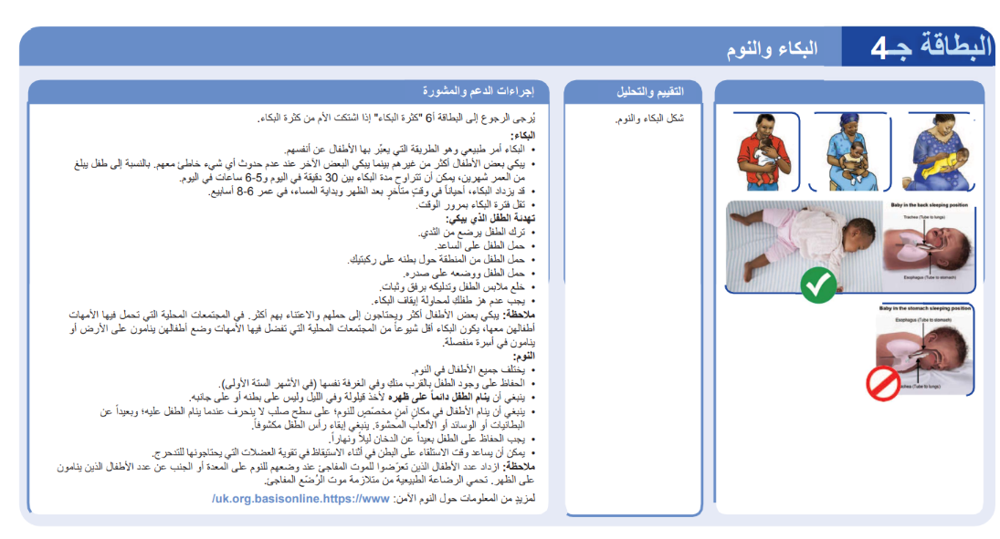 البطاقة جـ4
البكاء والنوم
Baby in the back sleeping position
Trachea (Tube to lungs)
Esophagus (Tube to stomach)
Baby in the stomach sleeping position
Esophagus (Tube to stomach)
Trachea (Tube to lungs)
التقييم والتحليل
شكل البكاء والنوم.
إجراءات الدعم والمشورة
يُرجى الرجوع إلى البطاقة أ6 "كثرة البكاء" إذا اشتكت الأم من كثرة البكاء.
البكاء:
• البكاء أمر طبيعي وهو الطريقة التي يعبّر بها الأطفال عن أنفسهم.
• يبكي بعض الأطفال أكثر من غيرهم بينما يبكي البعض الآخر عند عدم حدوث أي شيء خاطئ معهم. بالنسبة إلى طفل يبلغ
من العمر شهرين، يمكن أن تتراوح مدة البكاء بين 30 دقيقة في اليوم و5-6 ساعات في اليوم.
• قد يزداد البكاء، أحياناً في وقتٍ متأخرٍ بعد الظهر وبداية المساء، في عمر 6-8 أسابيع.
• تقل فترة البكاء بمرور الوقت.
تهدئة الطفل الذي يبكي:
• ترك الطفل يرضع من الثدي.
• حمل الطفل على الساعد.
• حمل الطفل من المنطقة حول بطنه على ركبتيكِ.
• حمل الطفل ووضعه على صدره.
• خلع ملابس الطفل وتدليكه برفق وثبات.
• يجب عدم هز طفلكِ لمحاولة إيقاف البكاء.
ملاحظة: يبكي بعض الأطفال أكثر ويحتاجون إلى حملهم والاعتناء بهم أكثر. في المجتمعات المحلية التي تحمل فيها الأمهات
أطفالهن معها، يكون البكاء أقل شيوعاً من المجتمعات المحلية التي تفضل فيها الأمهات وضع أطفالهن ينامون على الأرض أو
ينامون في أسِرة منفصلة.
النوم:
• يختلف جميع الأطفال في النوم.
• الحفاظ على وجود الطفل بالقرب منكِ وفي الغرفة نفسها (في الأشهر الستة الأولى).
• ينبغي أن ينام الطفل دائماً على ظهره لأخذ قيلولة وفي الليل وليس على بطنه أو على جانبه.
• ينبغي أن ينام الأطفال في مكانٍ آمنٍ مخصّصٍ للنوم؛ على سطحٍ صلب لا ينحرف عندما ينام الطفل عليه؛ وبعيداً عن
البطانيات أو الوسائد أو الألعاب المحشوة. ينبغي إبقاء رأس الطفل مكشوفاً.
• يجب الحفاظ على الطفل بعيداً عن الدخان ليلاً ونهاراً.
• يمكن أن يساعد وقت الاستلقاء على البطن في أثناء الاستيقاظ في تقوية العضلات التي يحتاجونها للتدحرج.
ملاحظة: ازداد عدد الأطفال الذين تعرّضوا للموت المفاجئ عند وضعهم للنوم على المعدة أو الجنب عن عدد الأطفال الذين ينامون
على الظهر. تحمي الرضاعة الطبيعية من متلازمة موت الرُضّع المفاجئ.
لمزيدٍ من المعلومات حول النوم الآمن: uk.org.basisonline.https://www/